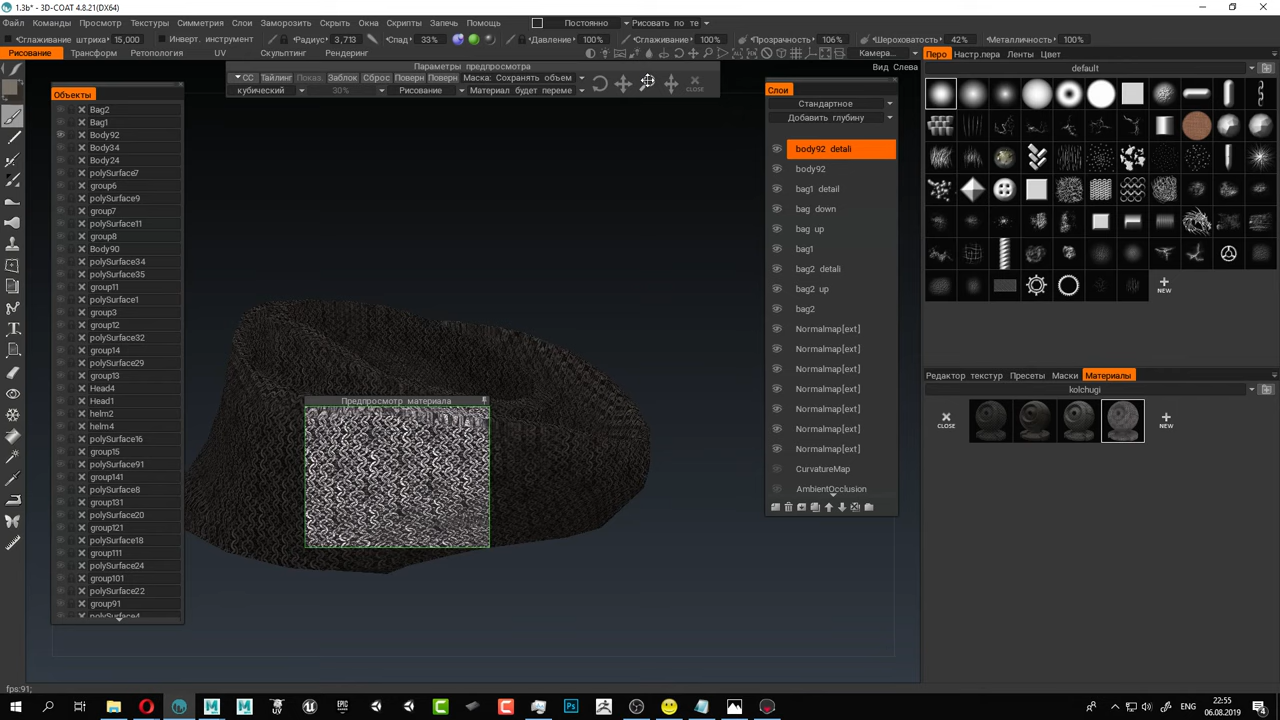 1.3b* - 3D-COAT 4.8.21(DX64)
Файл Команды Просмотр Текстуры Симметрия Слои Заморозить Скрыть Окна Скрипты Запечь Помощь Постоянно Рисовать по те
Сглаживание штрихов 15,000 Инверт. инструмент Радиус 3,713 Спад 33% Давление 100% Сглаживание 100% Прозрачность 106% Шероховатость 42% Металличность 100%
Рисование Трансформ Ретопология UV Скульптинг Рендеринг Камера...
Параметры предпросмотра
Вид Слева
CC Тайлинг Показ. Заблок Сброс Поверн Поверн Маска: Сохранять объем
кубический 30% Рисование Материал будет переме CLOSE
Объекты
Bag2
Bag1
Body92
Body34
Body24
polySurface7
group6
polySurface9
group7
polySurface11
group8
Body90
polySurface34
polySurface35
group11
polySurface1
group3
group12
polySurface32
group14
polySurface29
group13
Head4
Head1
helm2
helm4
polySurface16
group15
polySurface91
group141
polySurface8
group131
polySurface20
group121
polySurface18
group111
polySurface24
group101
polySurface22
group91
polySurface4
Предпросмотр материала
Слои
Стандартное
Добавить глубину
body92 detali
body92
bag1 detail
bag down
bag up
bag1
bag2 detali
bag2 up
bag2
Normalmap[ext]
Normalmap[ext]
Normalmap[ext]
Normalmap[ext]
Normalmap[ext]
Normalmap[ext]
Normalmap[ext]
CurvatureMap
AmbientOcclusion
Перо Настр.пера Ленты Цвет
default
NEW
Редактор текстур Пресеты Маски Материалы
kolchugi
CLOSE NEW
fps:91;
ENG 22:55
06.08.2019